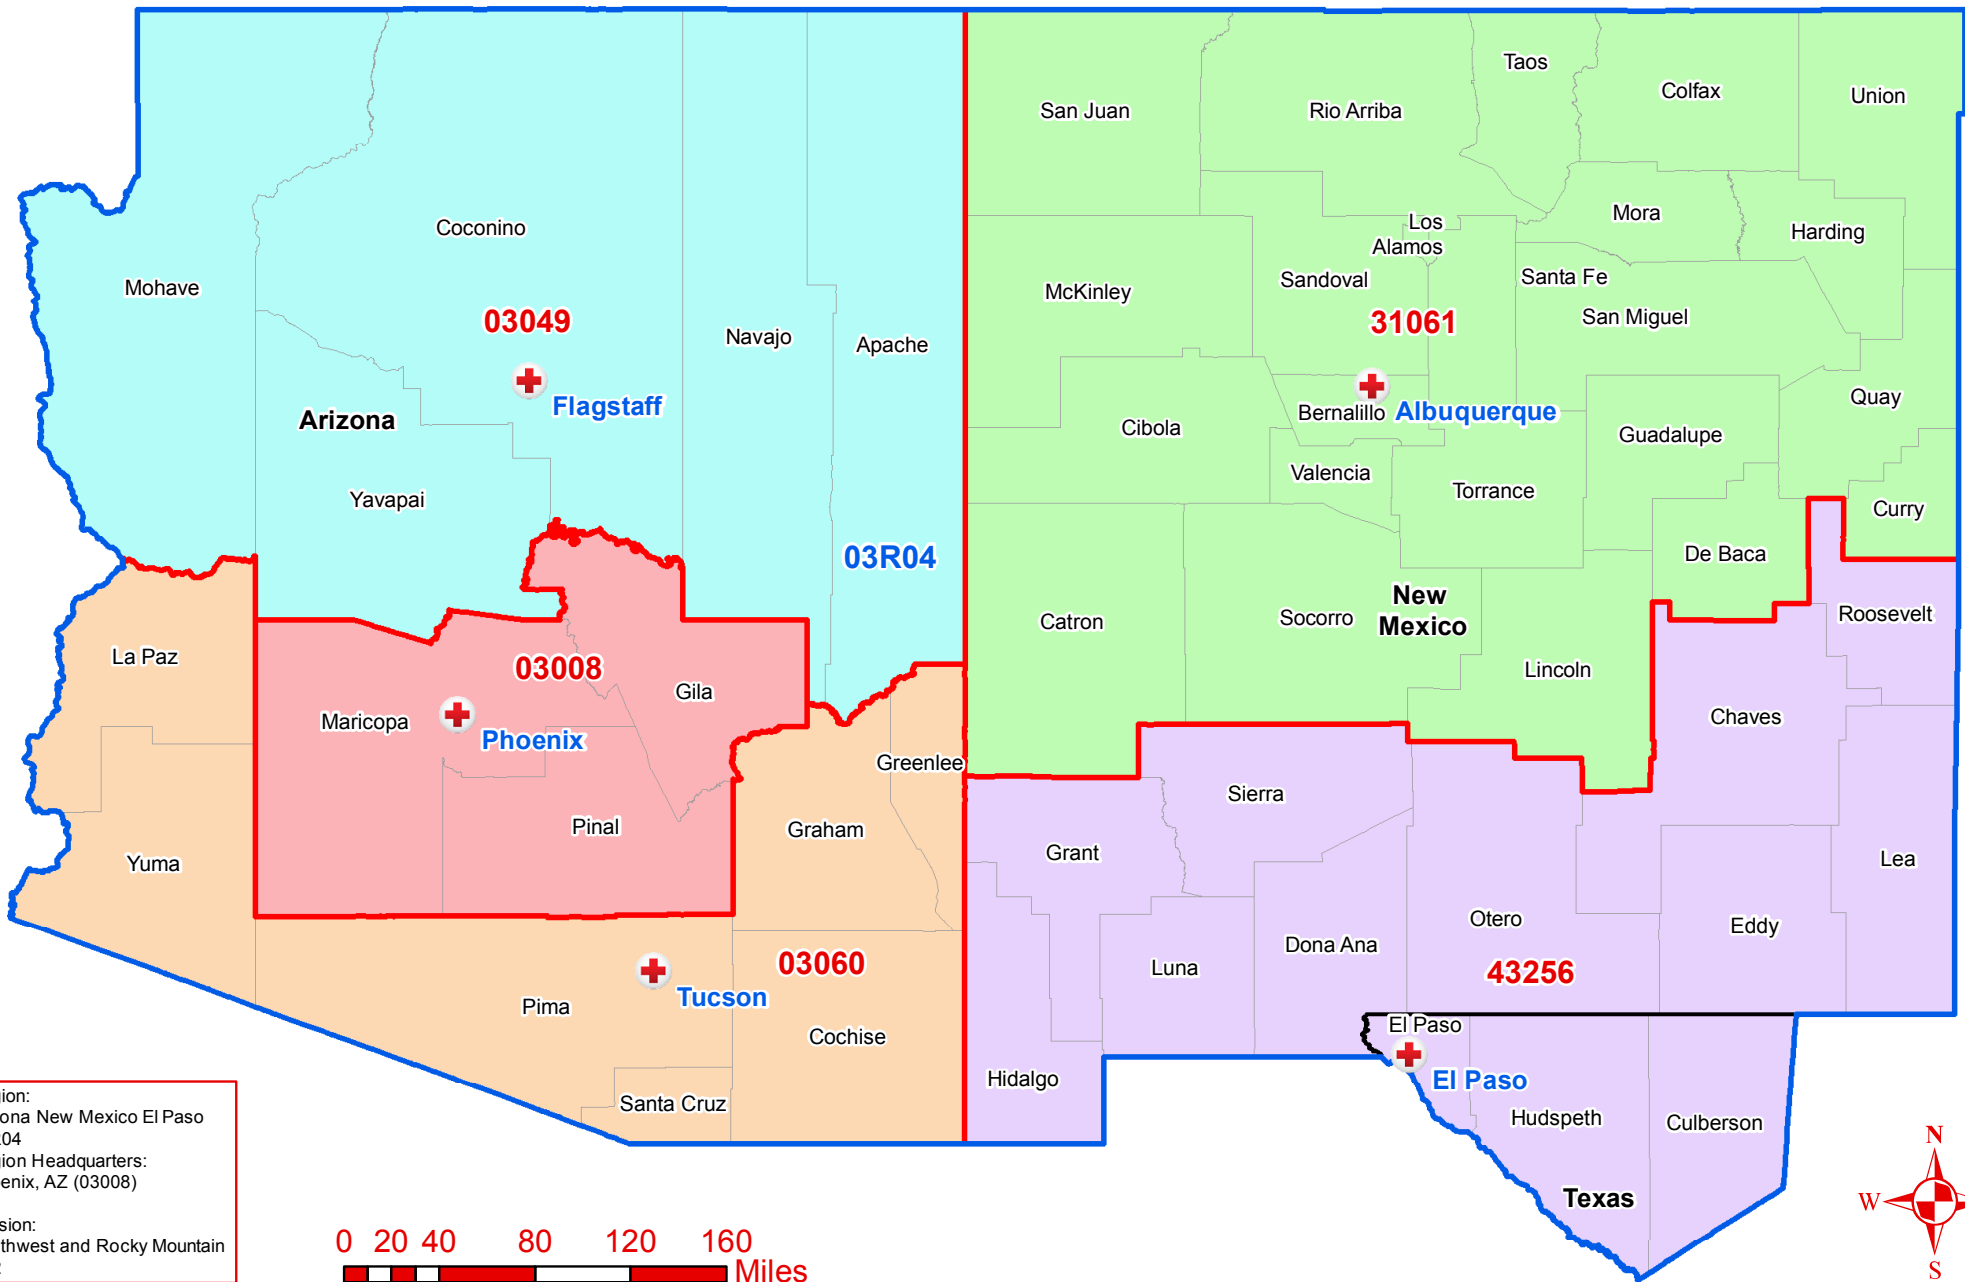 Taos
Colfax
Union
San Juan
Rio Arriba
Mora
Los
Alamos
Harding
Coconino
Santa Fe
Sandoval
Mohave
McKinley
San Miguel
03049
31061
Navajo
Apache
Flagstaff
Arizona
Bernalillo
Albuquerque
Quay
Cibola
Guadalupe
Valencia
Torrance
Yavapai
Curry
De Baca
03R04
New
Mexico
Catron
Socorro
Roosevelt
La Paz
03008
Lincoln
Gila
Maricopa
Chaves
Phoenix
Greenlee
Sierra
Pinal
Graham
Grant
Lea
Yuma
Otero
Eddy
Dona Ana
03060
Luna
43256
Tucson
Pima
El Paso
Cochise
Hidalgo
El Paso
Santa Cruz
Hudspeth
Culberson
Texas
gion:
ona New Mexico El Paso
04
gion Headquarters:
enix, AZ (03008)
sion:
thwest and Rocky Mountain
0 20 40 80 120 160
Miles
N
W
S